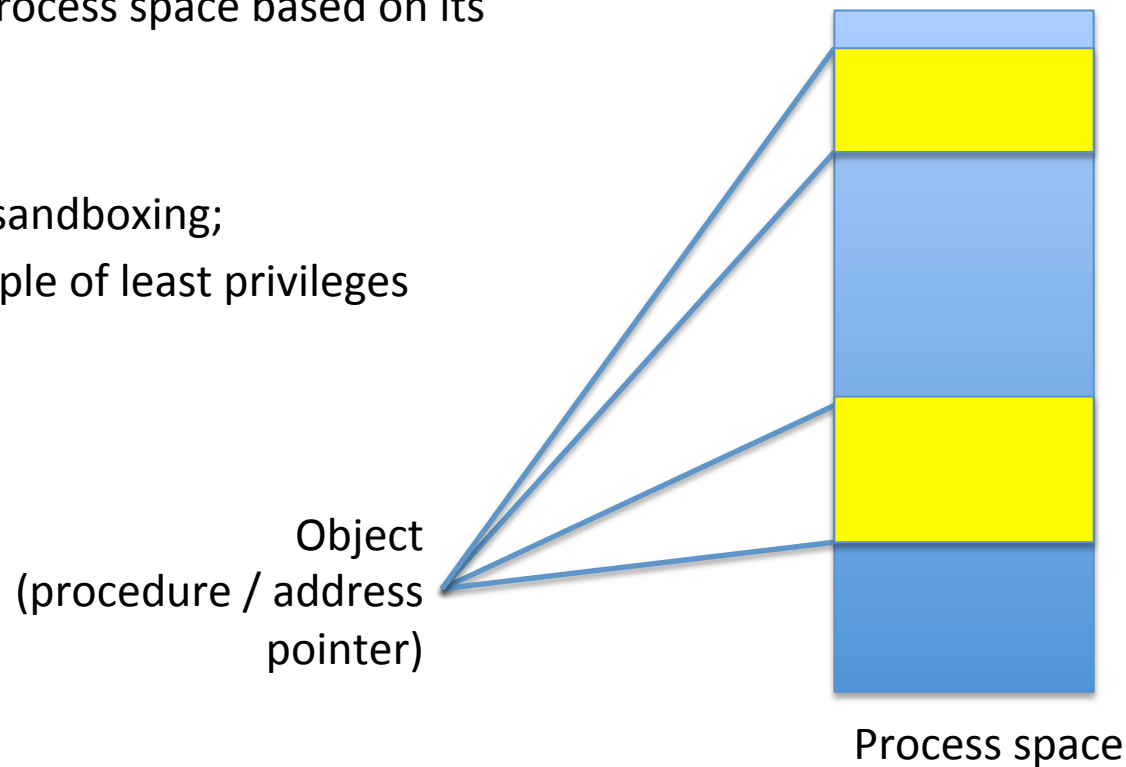 rocess space based on its
sandboxing;
ple of least privileges
Object
(procedure / address
pointer)
Process space